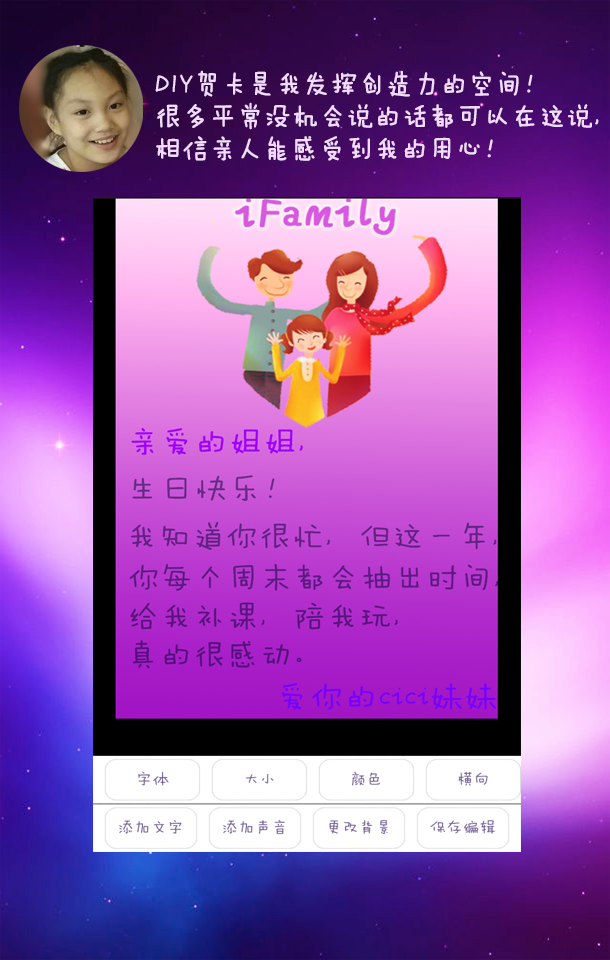 DIY贺卡是我发挥创造力的空间！
很多平常没机会说的话都可以在这说，
相信亲人能感受到我的用心！
iFamily
亲爱的姐姐，
生日快乐！
我知道你很忙，但这一年，
你每个周末都会抽出时间，
给我补课，陪我玩，
真的很感动。
爱你的cici妹妹
字体 大小 颜色 横向
添加文字 添加声音 更改背景 保存编辑